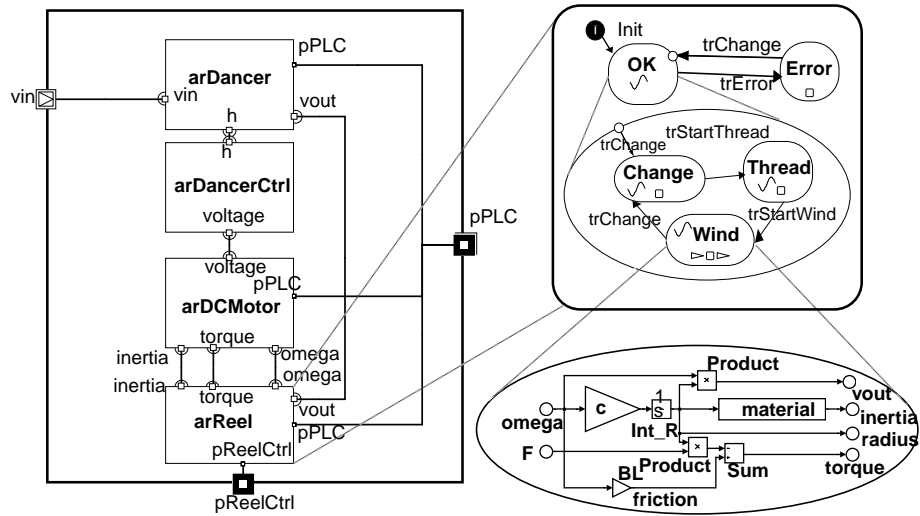 pPLC
arDancer
vin
vin
vout
h
h
arDancerCtrl
voltage
pPLC
voltage
pPLC
arDCMotor
torque
inertia
omega
inertia
omega
torque
vout
arReel
pPLC
pReelCtrl
pReelCtrl
i
Init
trChange
OK
Error
trError
trStartThread
trChange
Change
Thread
trChange
trStartWind
Wind
Product
×
vout
c
1
s
material
omega
inertia
Int_R
radius
F
×
Product
-
-
Sum
torque
BL
friction